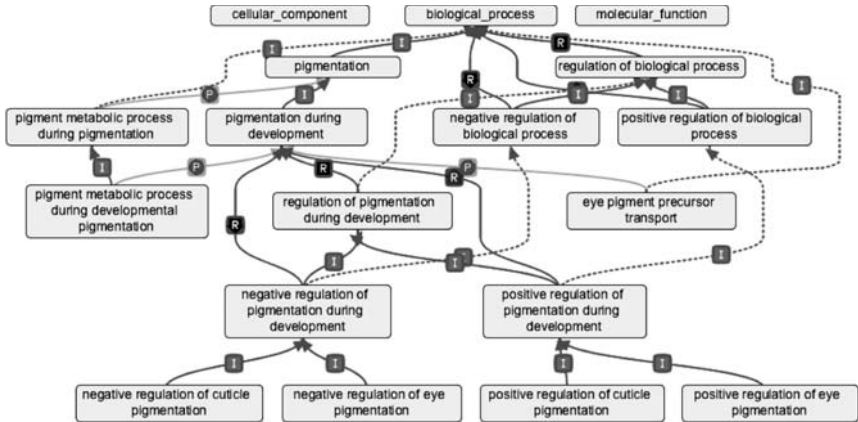 cellular_component
biological_process
molecular_function
I
I
R
pigmentation
regulation of biological process
P
I
I
R
I
I
I
pigment metabolic process
during pigmentation
pigmentation during
development
negative regulation of
biological process
positive regulation of biological
process
I
P
R
R
P
pigment metabolic process
during developmental
pigmentation
regulation of pigmentation
during development
eye pigment precursor
transport
R
I
I
I
negative regulation of
pigmentation during
development
positive regulation of
pigmentation during
development
I
I
I
I
negative regulation of cuticle
pigmentation
negative regulation of eye
pigmentation
positive regulation of cuticle
pigmentation
positive regulation of eye
pigmentation